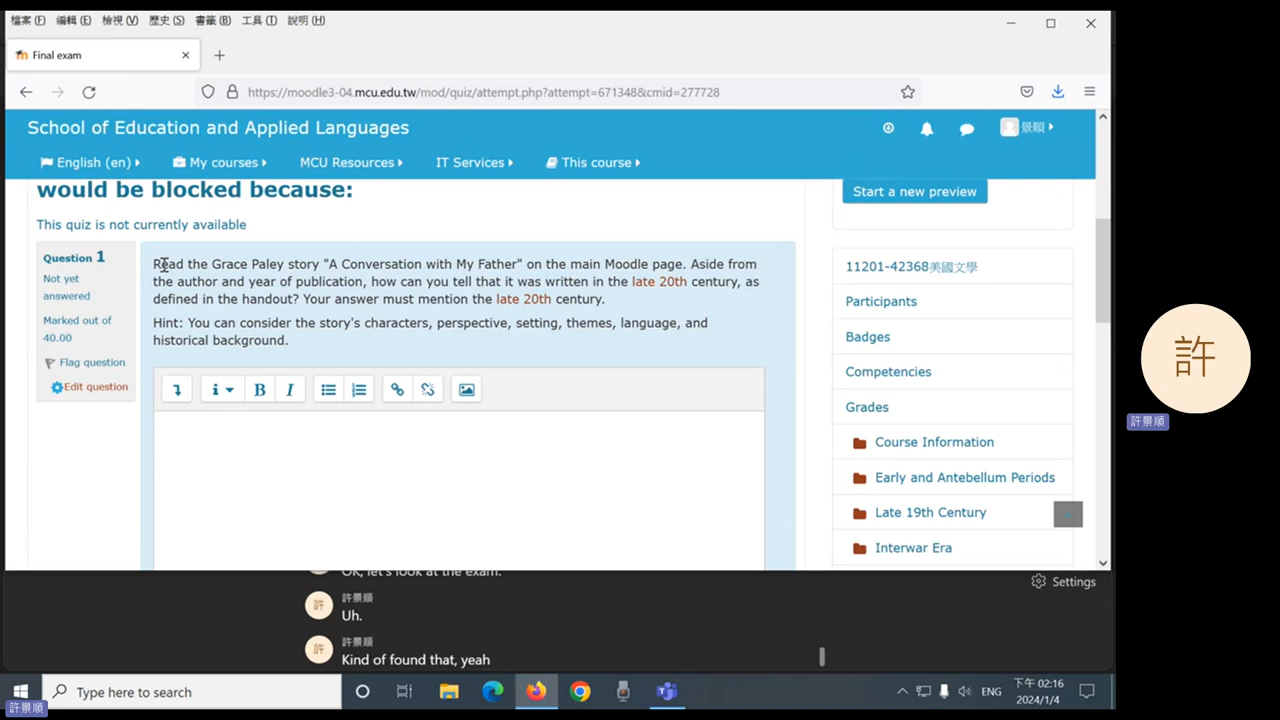 檔案 (F) 編輯 (E) 檢視 (V) 歷史 (S) 書籤 (B) 工具 (T) 說明 (H)
Final exam
https://moodle3-04.mcu.edu.tw/mod/quiz/attempt.php?attempt=671348&cmid=277728
School of Education and Applied Languages
景順
English (en) My courses MCU Resources IT Services This course
would be blocked because:
Start a new preview
This quiz is not currently available
Question 1
Not yet
answered
Marked out of
40.00
Flag question
Edit question
Read the Grace Paley story "A Conversation with My Father" on the main Moodle page. Aside from
the author and year of publication, how can you tell that it was written in the late 20th century, as
defined in the handout? Your answer must mention the late 20th century.
Hint: You can consider the story's characters, perspective, setting, themes, language, and
historical background.
11201-42368美國文學
Participants
Badges
Competencies
Grades
Course Information
Early and Antebellum Periods
Late 19th Century
Interwar Era
許
許景順
OK, let's look at the exam.
Settings
許
許景順
Uh.
許
許景順
Kind of found that, yeah
Type here to search
ENG
下午 02:16
2024/1/4
許景順